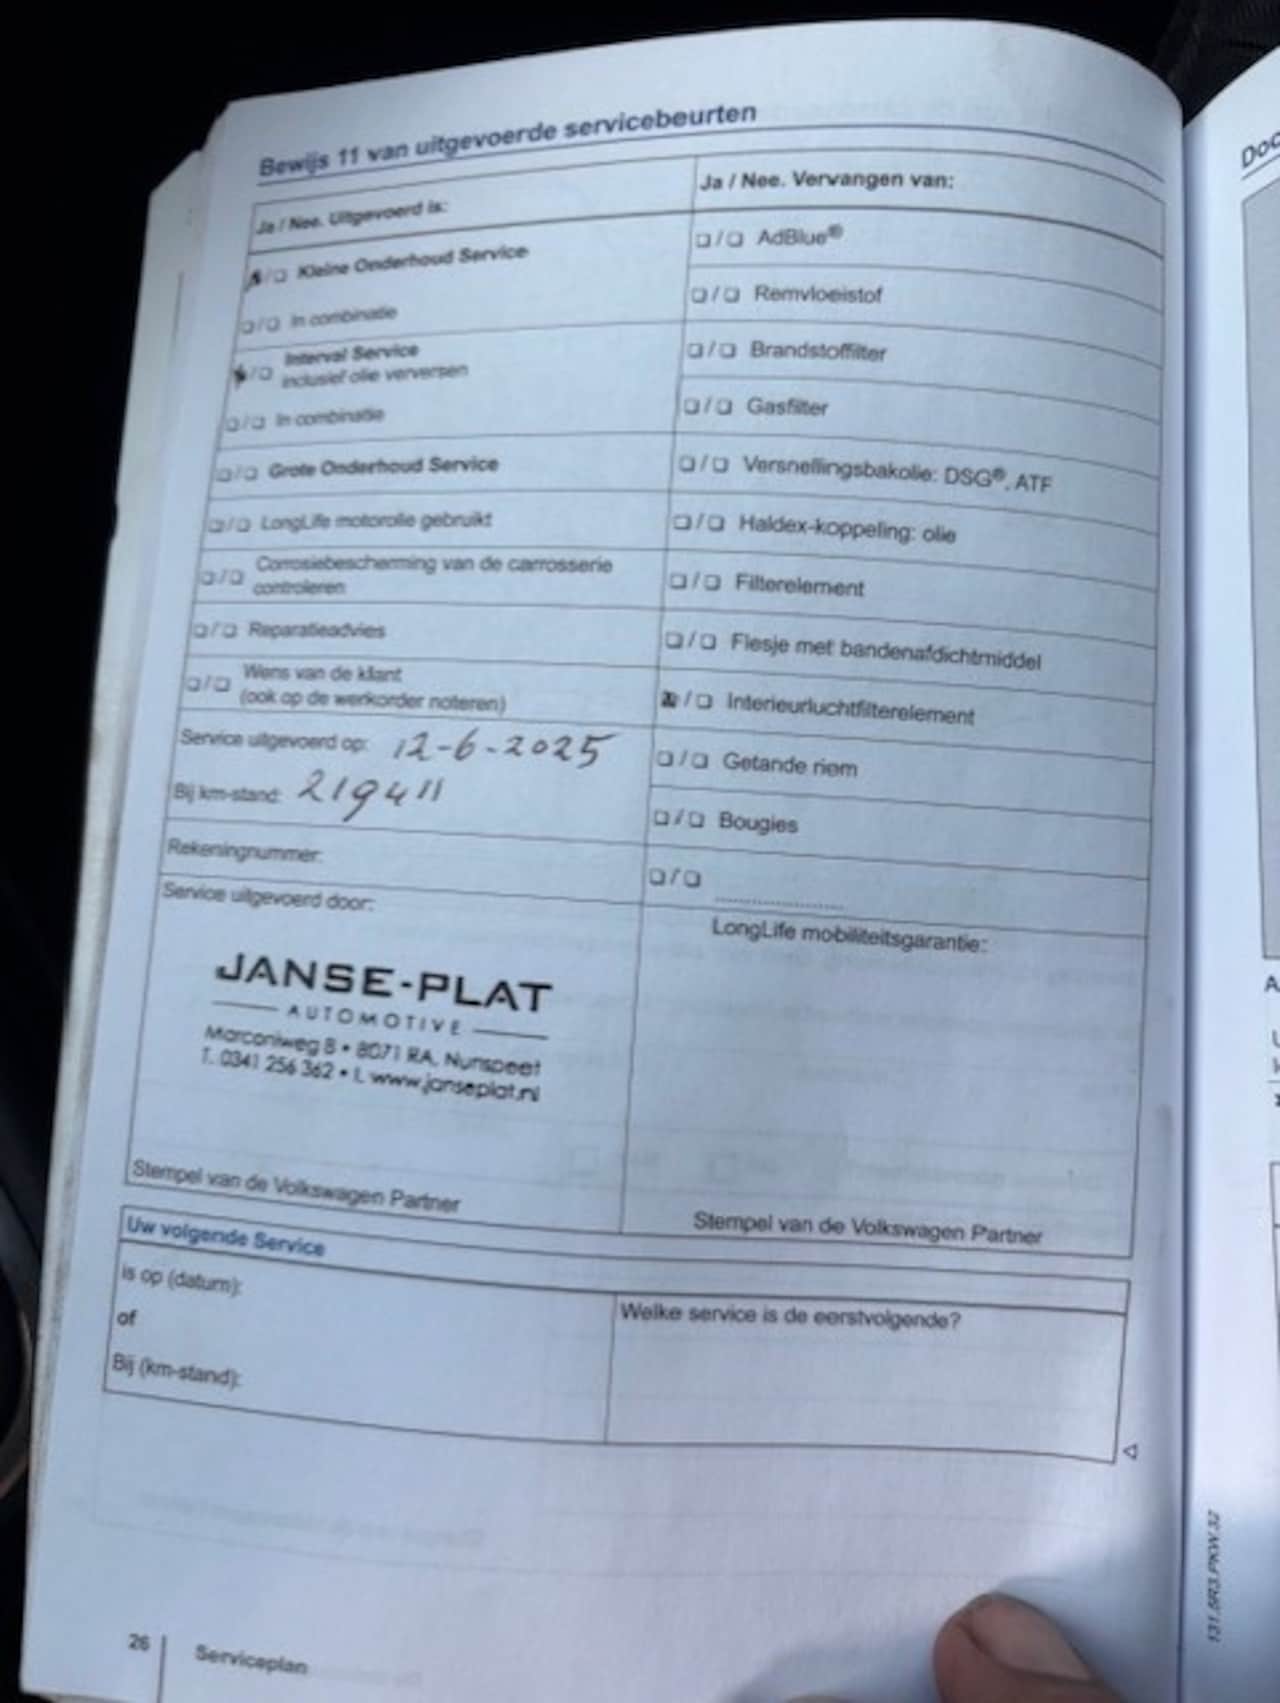 Bewijs 11 van uitgevoerde servicebeurten
Ja / Nee. Uitgevoerd is:
Kleine Onderhoud Service
In combinatie
Interval Service
inclusief olie verversen
In combinatie
Grote Onderhoud Service
LongLife motorolie gebruikt
Corrosiebescherming van de carrosserie
controleren
Reparatieadvies
Wens van de klant
(ook op de werkorder noteren)
Service uitgevoerd op: 12-6-2025
Bij km-stand: 219411
Rekeningnummer:
Service uitgevoerd door:
JANSE-PLAT
AUTOMOTIVE
Marconiweg 8 • 8071 RA, Nunspeet
T. 0341 256 362 • I. www.janseplat.nl
Stempel van de Volkswagen Partner
Ja / Nee. Vervangen van:
AdBlue®
Remvloeistof
Brandstoffilter
Gasfilter
Versnellingsbakolie: DSG®, ATF
Haldex-koppeling: olie
Filterelement
Flesje met bandenafdichtmiddel
Interieurluchtfilterelement
Getande riem
Bougies
LongLife mobiliteitsgarantie:
Stempel van de Volkswagen Partner
Uw volgende Service
is op (datum):
of
Bij (km-stand):
Welke service is de eerstvolgende?
26
Serviceplan
131.5R3.PKW.32